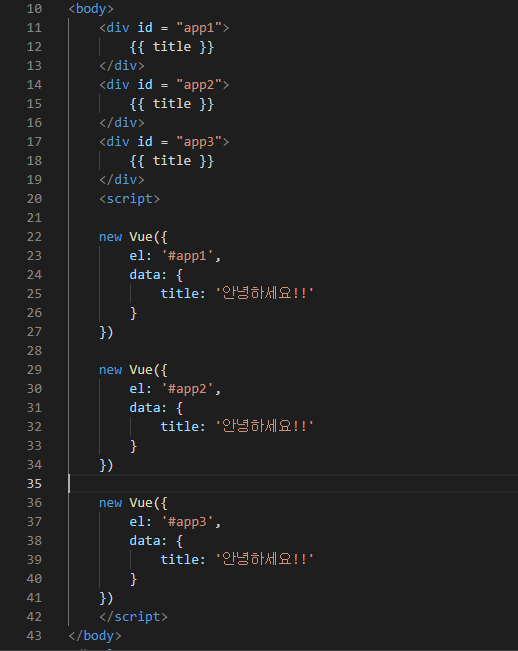 10 <body>
11     <div id = "app1">
12         {{ title }}
13     </div>
14     <div id = "app2">
15         {{ title }}
16     </div>
17     <div id = "app3">
18         {{ title }}
19     </div>
20     <script>
21
22     new Vue({
23         el: '#app1',
24         data: {
25             title: '안녕하세요!!'
26         }
27     })
28
29     new Vue({
30         el: '#app2',
31         data: {
32             title: '안녕하세요!!'
33         }
34     })
35
36     new Vue({
37         el: '#app3',
38         data: {
39             title: '안녕하세요!!'
40         }
41     })
42     </script>
43 </body>